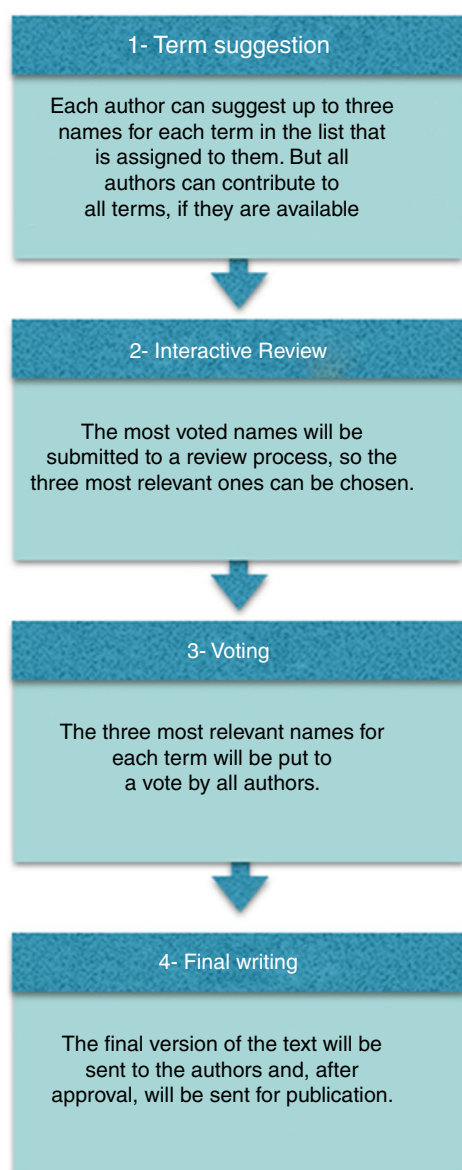 1- Term suggestion
Each author can suggest up to three
names for each term in the list that
is assigned to them. But all
authors can contribute to
all terms, if they are available
2- Interactive Review
The most voted names will be
submitted to a review process, so the
three most relevant ones can be chosen.
3- Voting
The three most relevant names for
each term will be put to
a vote by all authors.
4- Final writing
The final version of the text will be
sent to the authors and, after
approval, will be sent for publication.